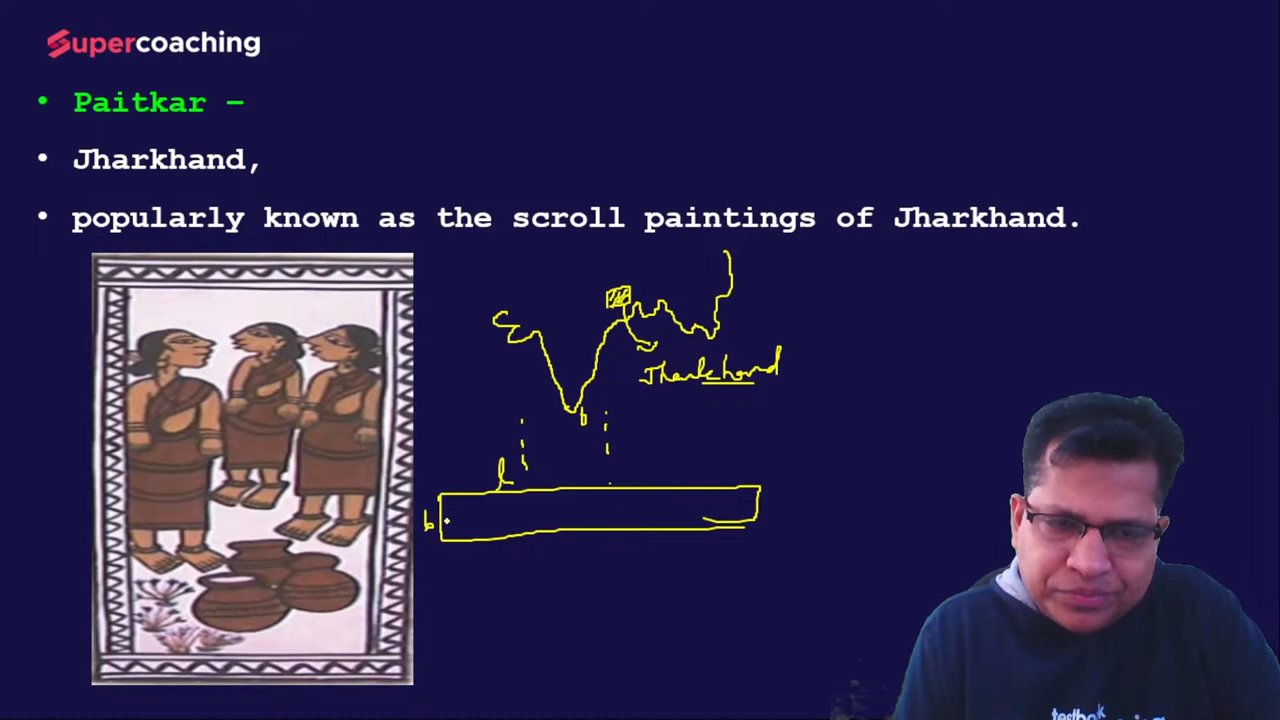 Supercoaching
• Paitkar –
• Jharkhand,
• popularly known as the scroll paintings of Jharkhand.
Jharkhand
b
l
b